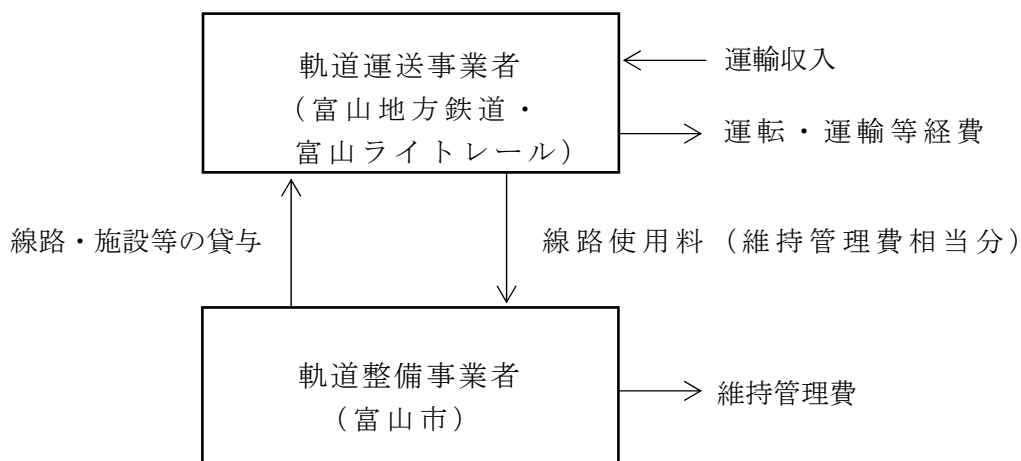 軌道運送事業者
（富山地方鉄道・
富山ライトレール）
運輸収入
運転・運輸等経費
線路・施設等の貸与
線路使用料（維持管理費相当分）
軌道整備事業者
（富山市）
維持管理費